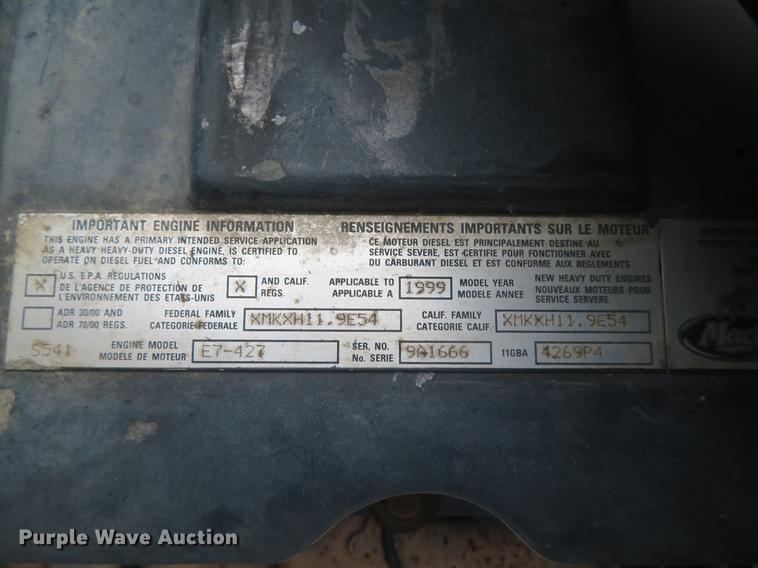 IMPORTANT ENGINE INFORMATION
THIS ENGINE HAS A PRIMARY INTENDED SERVICE APPLICATION
AS A HEAVY HEAVY-DUTY DIESEL ENGINE, IS CERTIFIED TO
OPERATE ON DIESEL FUEL AND CONFORMS TO:
RENSEIGNEMENTS IMPORTANTS SUR LE MOTEUR
CE MOTEUR DIESEL EST PRINCIPALEMENT DESTINE AU
SERVICE SEVERE, EST CERTIFIE POUR FONCTIONNER AVEC
DU CARBURANT DIESEL ET EST CONFORME AUX REGLEMENTS
X
U.S. E.P.A. REGULATIONS
DE L'AGENCE DE PROTECTION DE
L'ENVIRONNEMENT DES ETATS-UNIS
X
AND CALIF.
REGS.
APPLICABLE TO
APPLICABLE A
1999
MODEL YEAR
MODÈLE ANNEE
NEW HEAVY DUTY ENGINES
NOUVEAUX MOTEURS POUR
SERVICE SERVERE
ADR 30/00 AND
ADR 70/00 REGS.
FEDERAL FAMILY
CATEGORIE FEDERALE
XMKXH11.9E54
CALIF. FAMILY
CATEGORIE CALIF.
XMKXH11.9E54
5541
ENGINE MODEL
MODÈLE DE MOTEUR
E7-427
SER. NO.
No. SERIE
9A1666
11GBA
4269P4
Purple Wave Auction